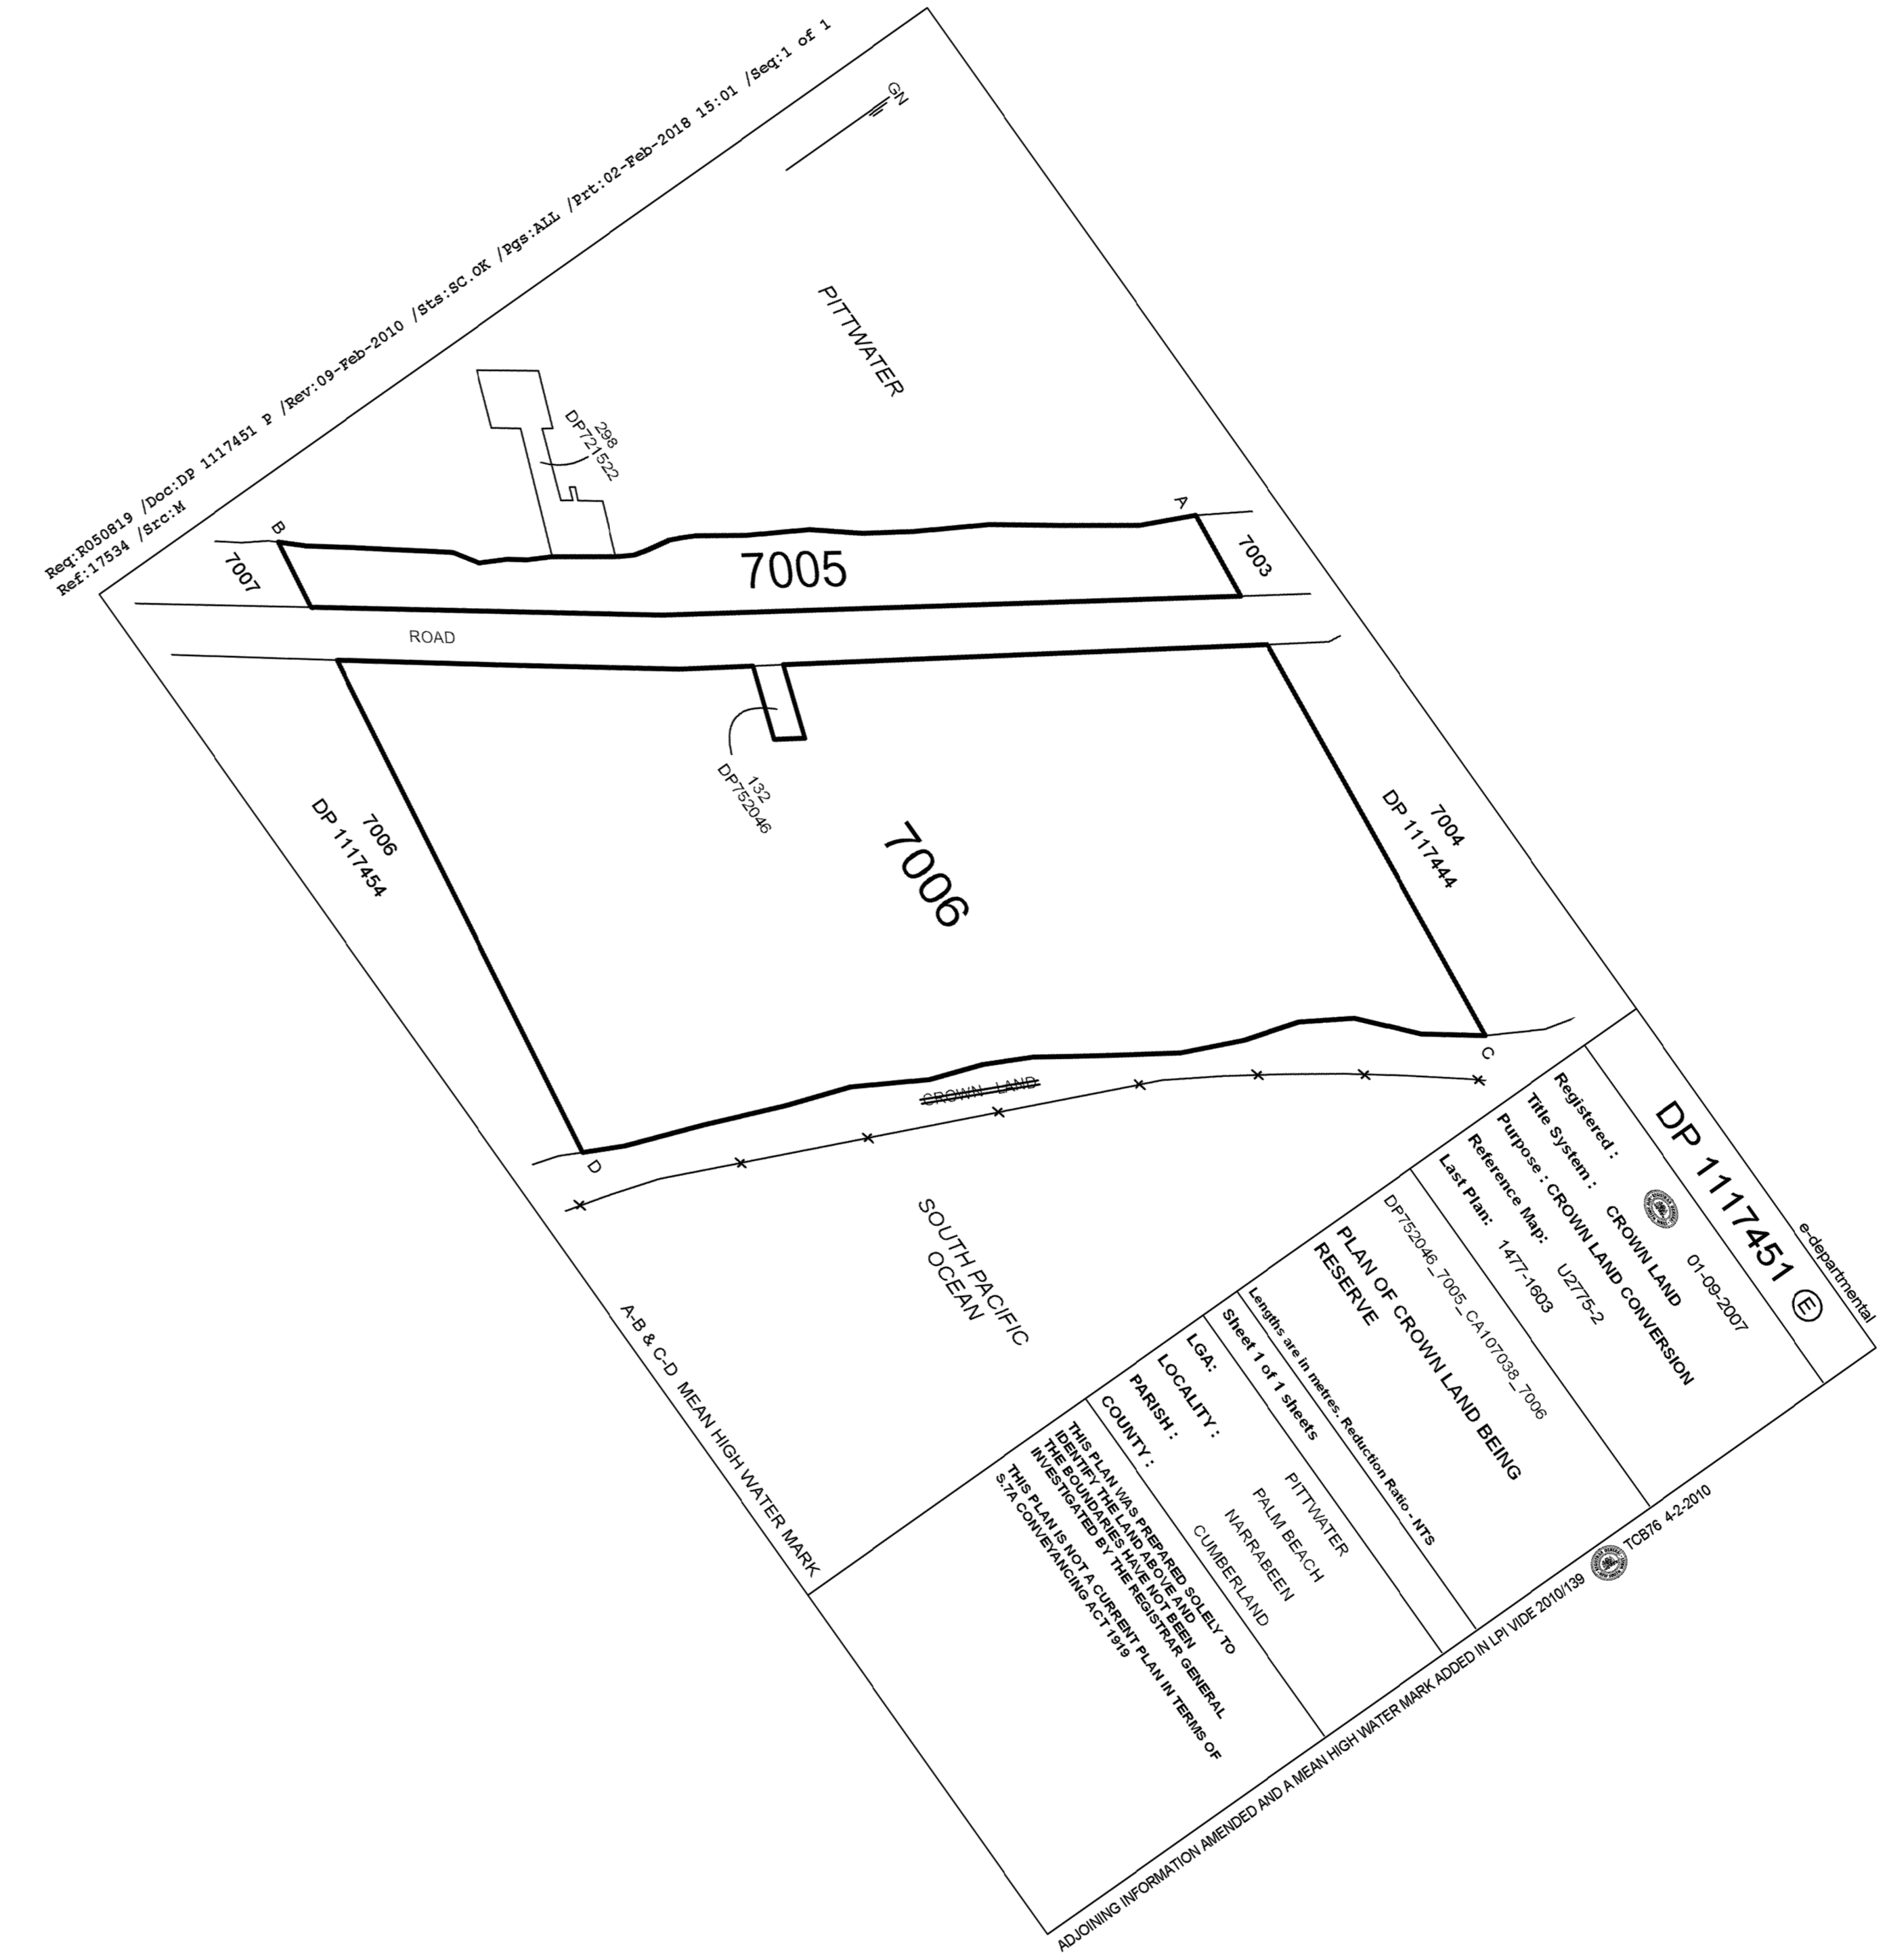 Req:R050819 /Doc:DP 1117451 P /Rev:09-Feb-2010 /Sts:SC.OK /Pgs:ALL /Prt:02-Feb-2018 15:01 /Seq:1 of 1
Ref:17534 /Src:M
GN
PITTWATER
298
DP721522
A
B
7007
7005
7003
ROAD
132
DP752046
7006
7006
DP 1117454
7004
DP 1117444
C
CROWN LAND
D
SOUTH PACIFIC
OCEAN
A-B & C-D MEAN HIGH WATER MARK
e-departmental
DP 1117451 E
Registered : 01-09-2007
Title System : CROWN LAND
Purpose : CROWN LAND CONVERSION
Reference Map: U2775-2
Last Plan: 1477-1603
DP752046_7005_CA107038_7006
PLAN OF CROWN LAND BEING
RESERVE
Lengths are in metres. Reduction Ratio - NTS
Sheet 1 of 1 sheets
LGA: PITTWATER
LOCALITY : PALM BEACH
PARISH : NARRABEEN
COUNTY : CUMBERLAND
THIS PLAN WAS PREPARED SOLELY TO
IDENTIFY THE LAND ABOVE AND
THE BOUNDARIES HAVE NOT BEEN
INVESTIGATED BY THE REGISTRAR GENERAL
THIS PLAN IS NOT A CURRENT PLAN IN TERMS OF
S.7A CONVEYANCING ACT 1919
ADJOINING INFORMATION AMENDED AND A MEAN HIGH WATER MARK ADDED IN LPI VIDE 2010/139 TCB76 4-2-2010